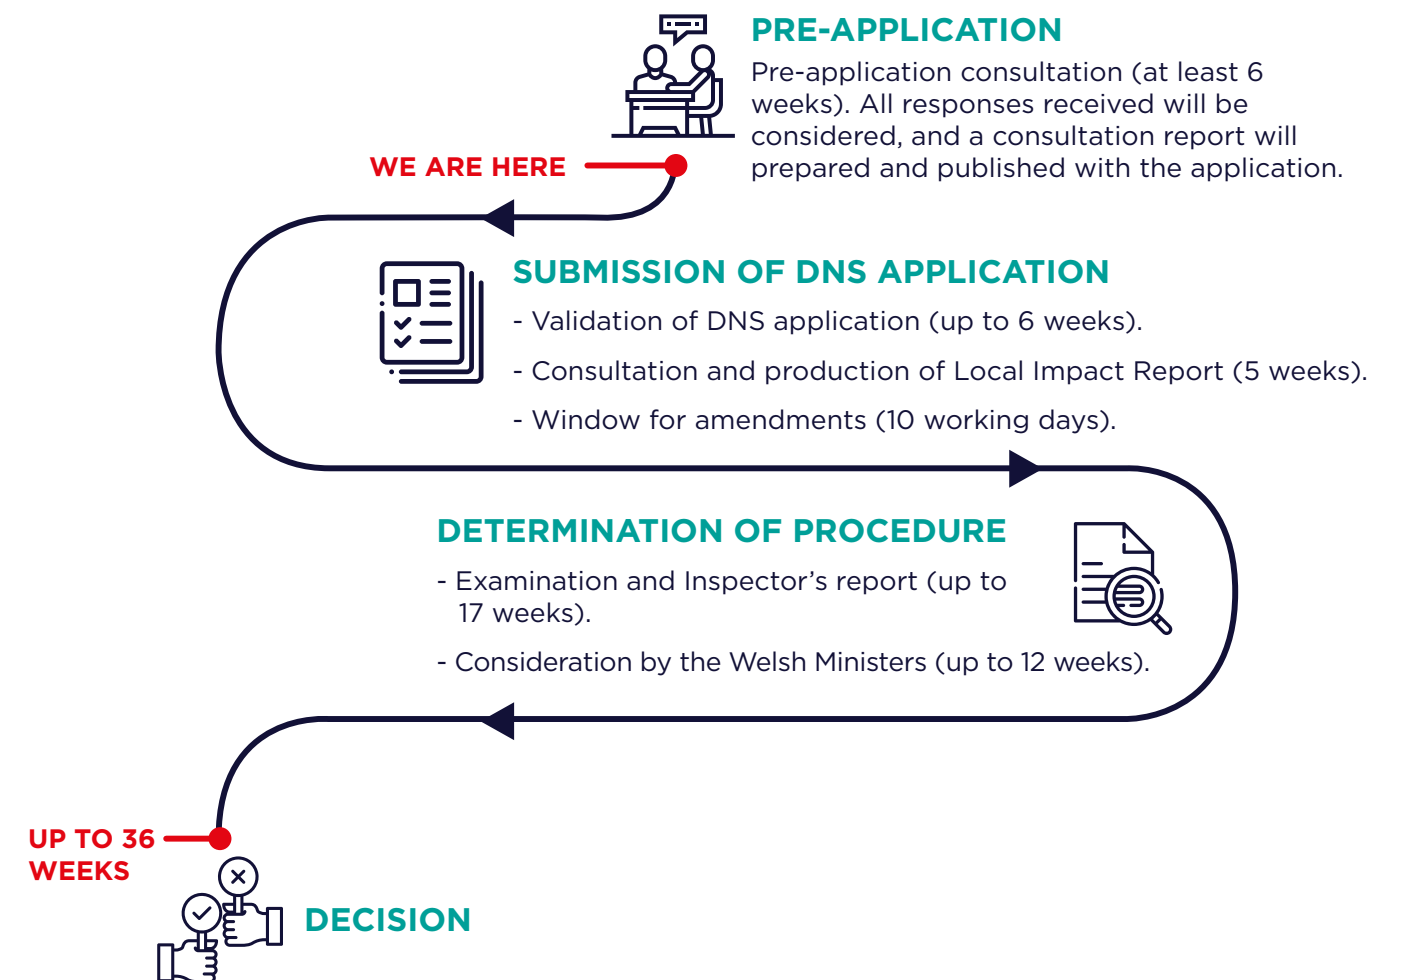 PRE-APPLICATION
Pre-application consultation (at least 6
weeks). All responses received will be
considered, and a consultation report will
prepared and published with the application.
WE ARE HERE
SUBMISSION OF DNS APPLICATION
- Validation of DNS application (up to 6 weeks).
- Consultation and production of Local Impact Report (5 weeks).
- Window for amendments (10 working days).
DETERMINATION OF PROCEDURE
- Examination and Inspector’s report (up to
17 weeks).
- Consideration by the Welsh Ministers (up to 12 weeks).
UP TO 36
WEEKS
DECISION